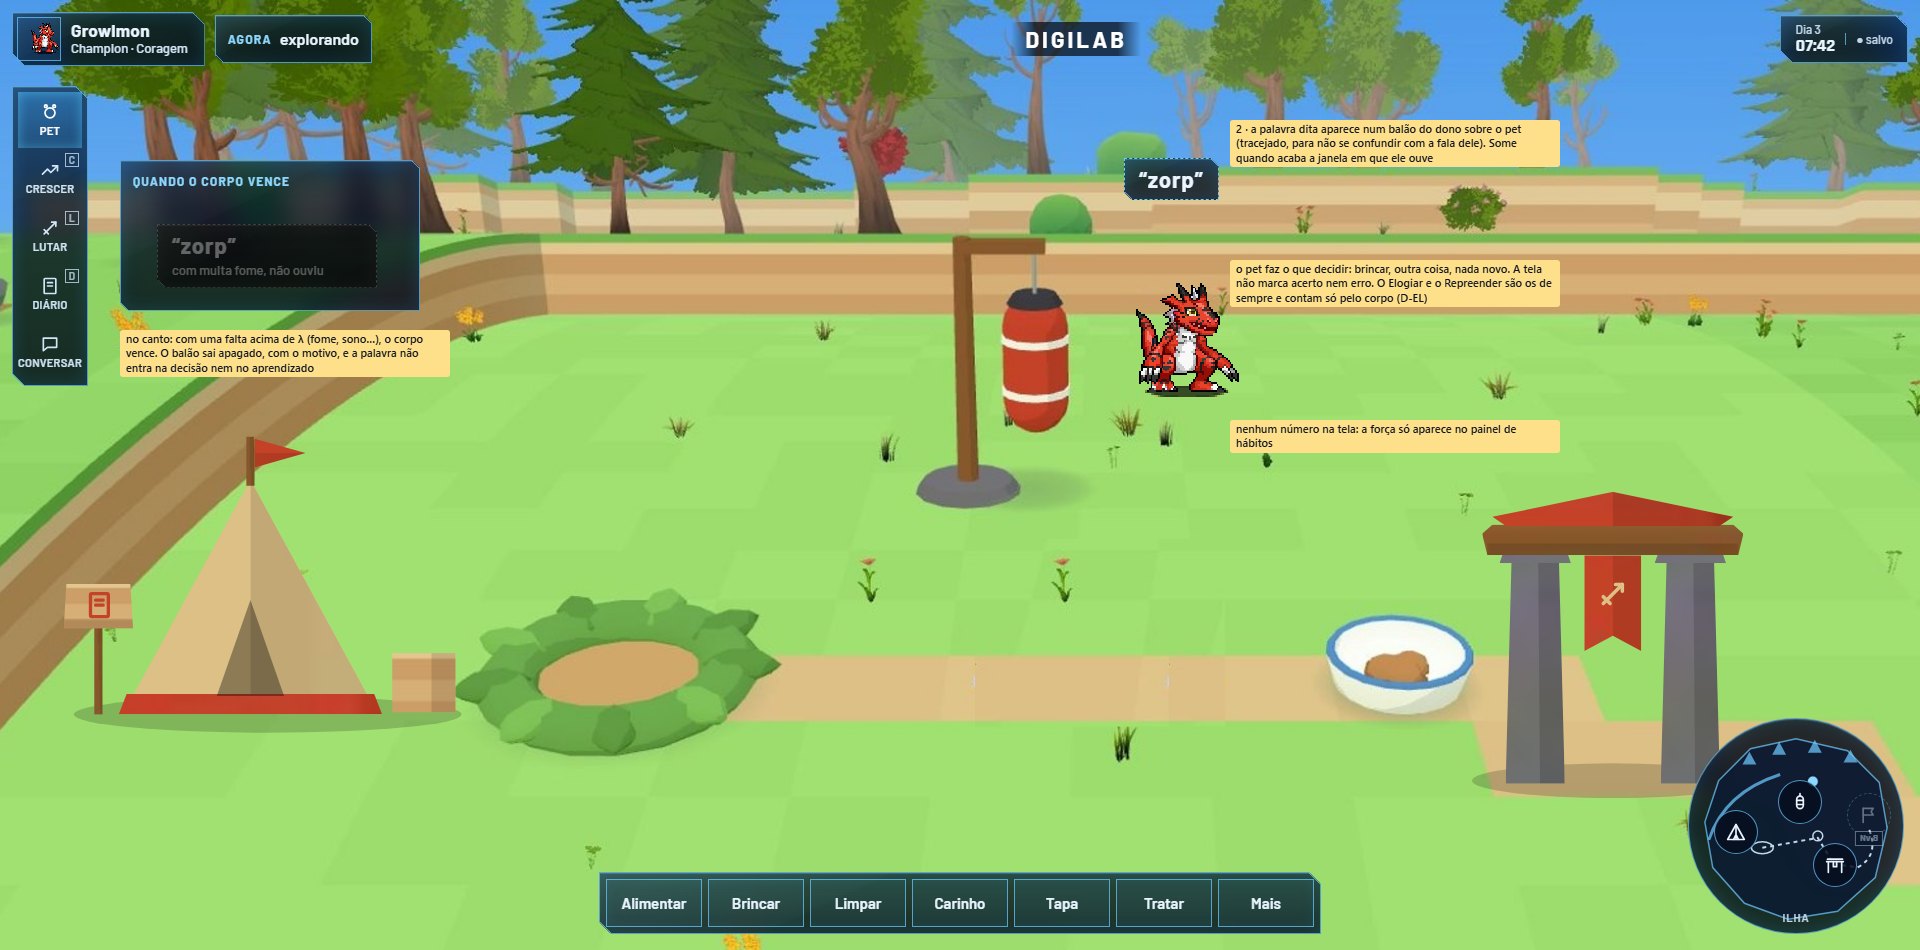 Growlmon
Champion · Coragem
AGORA explorando
DIGILAB
Dia 3
07:42
salvo
PET
C
CRESCER
L
LUTAR
D
DIÁRIO
CONVERSAR
QUANDO O CORPO VENCE
“zorp”
com muita fome, não ouviu
no canto: com uma falta acima de λ (fome, sono...), o corpo
vence. O balão sai apagado, com o motivo, e a palavra não
entra na decisão nem no aprendizado
“zorp”
2 · a palavra dita aparece num balão do dono sobre o pet
(tracejado, para não se confundir com a fala dele). Some
quando acaba a janela em que ele ouve
o pet faz o que decidir: brincar, outra coisa, nada novo. A tela
não marca acerto nem erro. O Elogiar e o Repreender são os de
sempre e contam só pelo corpo (D-EL)
nenhum número na tela: a força só aparece no painel de
hábitos
Alimentar
Brincar
Limpar
Carinho
Tapa
Tratar
Mais
ILHA